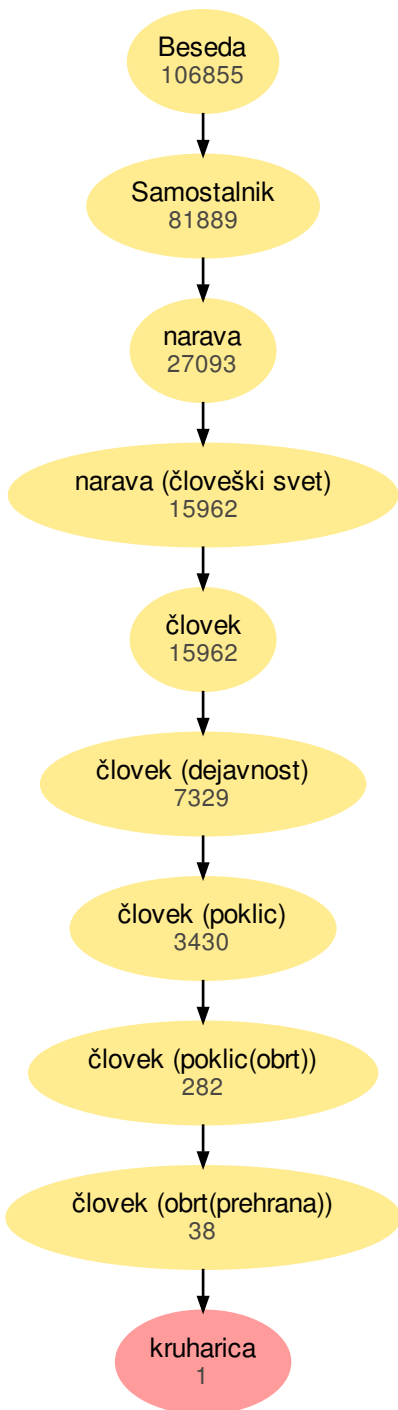 Beseda
106855
Samostalnik
81889
narava
27093
narava (človeški svet)
15962
človek
15962
človek (dejavnost)
7329
človek (poklic)
3430
človek (poklic(obrt))
282
človek (obrt(prehrana))
38
kruharica
1